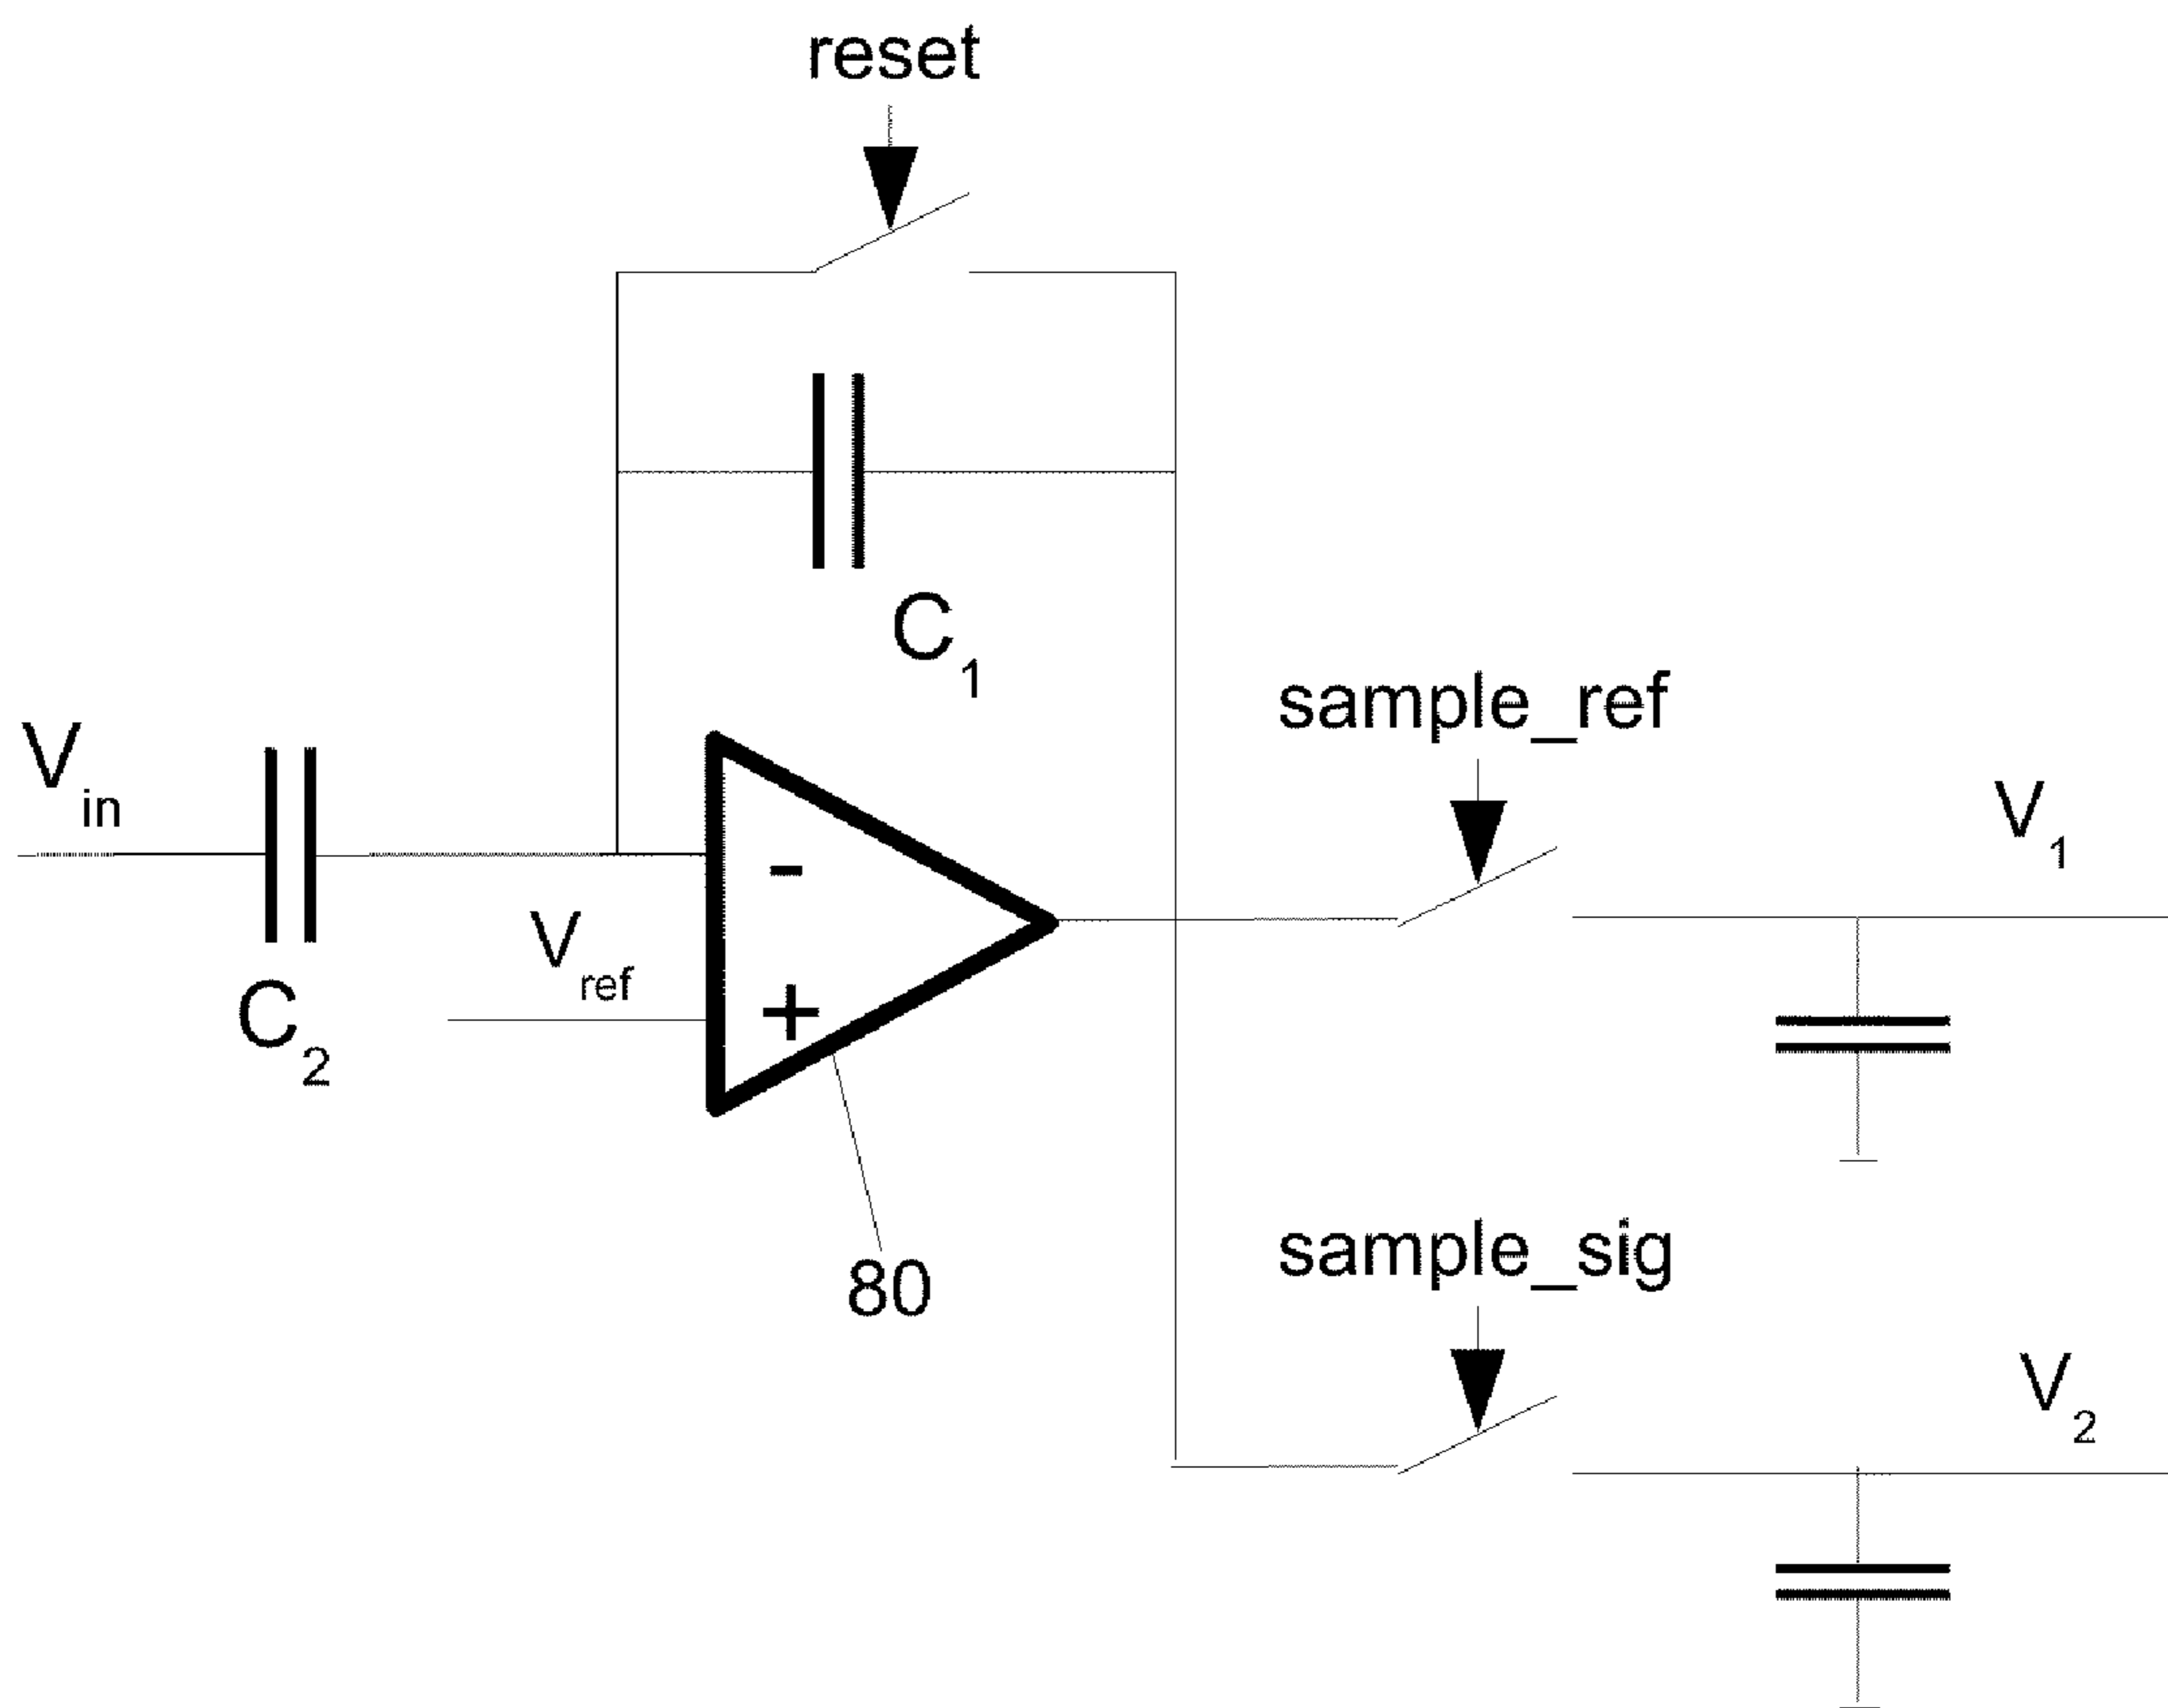 reset
C1
sample_ref
Vin
V1
-
Vref
C2
+
sample_sig
80
V2